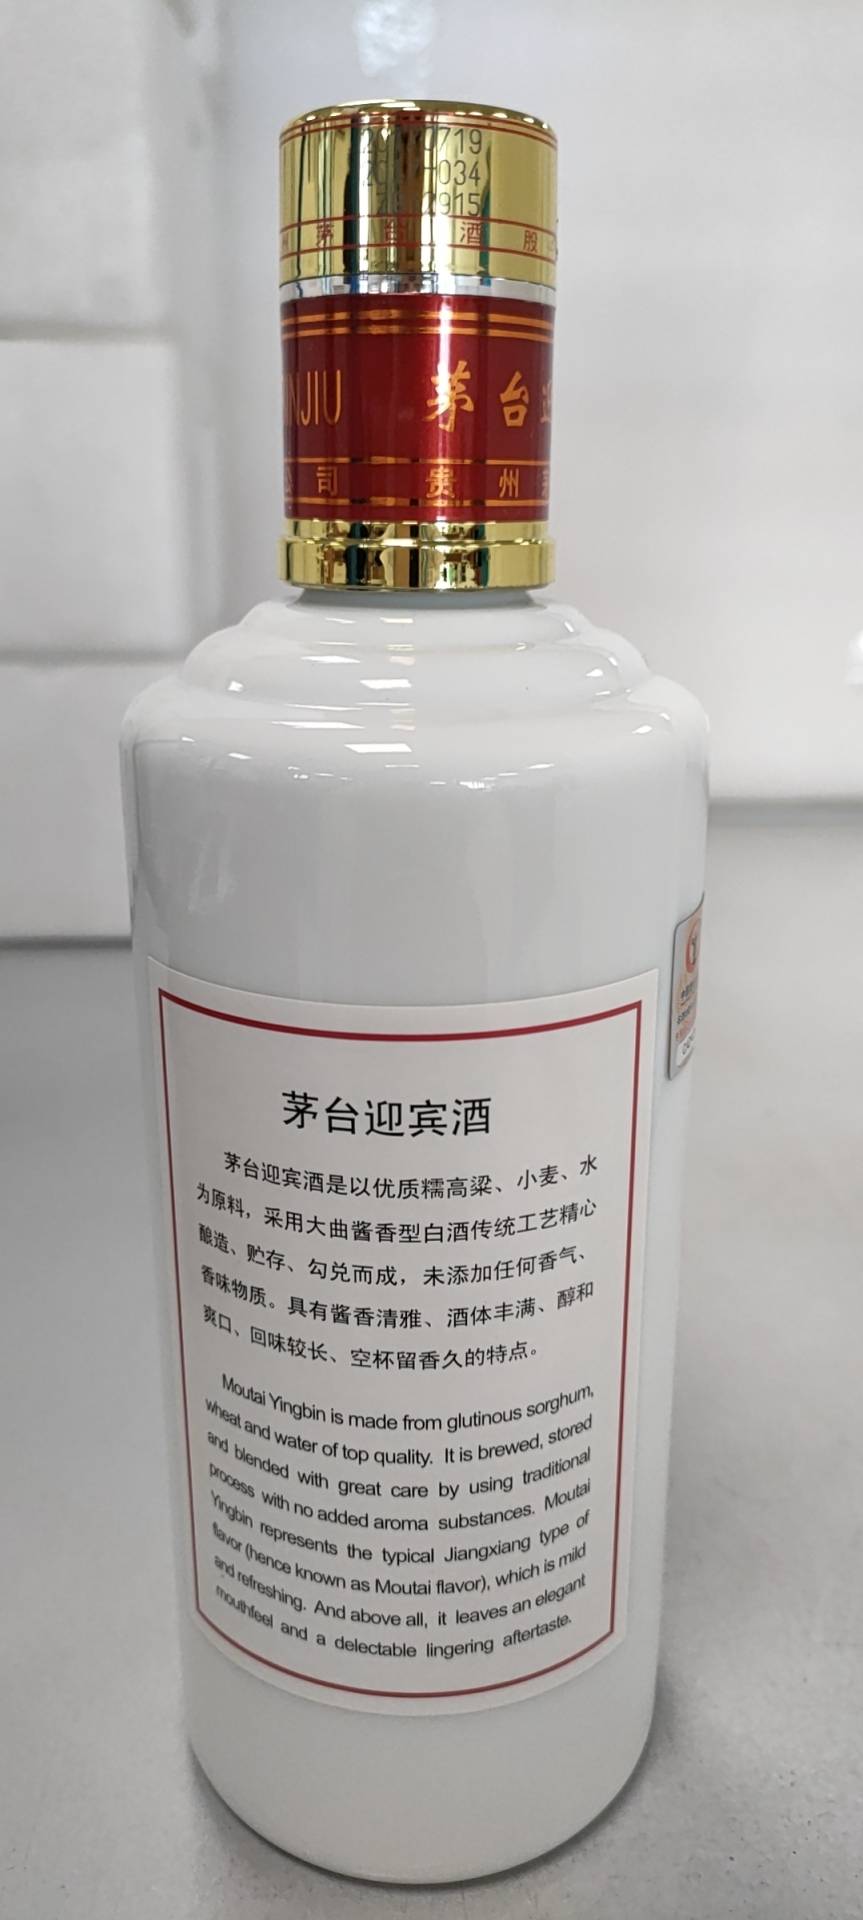 茅 台 酒 股
INJIU 茅 台
公 司 贵 州
茅台迎宾酒
茅台迎宾酒是以优质糯高粱、小麦、水
为原料，采用大曲酱香型白酒传统工艺精心
酿造、贮存、勾兑而成，未添加任何香气、
香味物质。具有酱香清雅、酒体丰满、醇和
爽口、回味较长、空杯留香久的特点。
Moutai Yingbin is made from glutinous sorghum,
wheat and water of top quality. It is brewed, stored
and blended with great care by using traditional
process with no added aroma substances. Moutai
Yingbin represents the typical Jiangxiang type of
flavor (hence known as Moutai flavor), which is mild
and refreshing. And above all, it leaves an elegant
mouthfeel and a delectable lingering aftertaste.